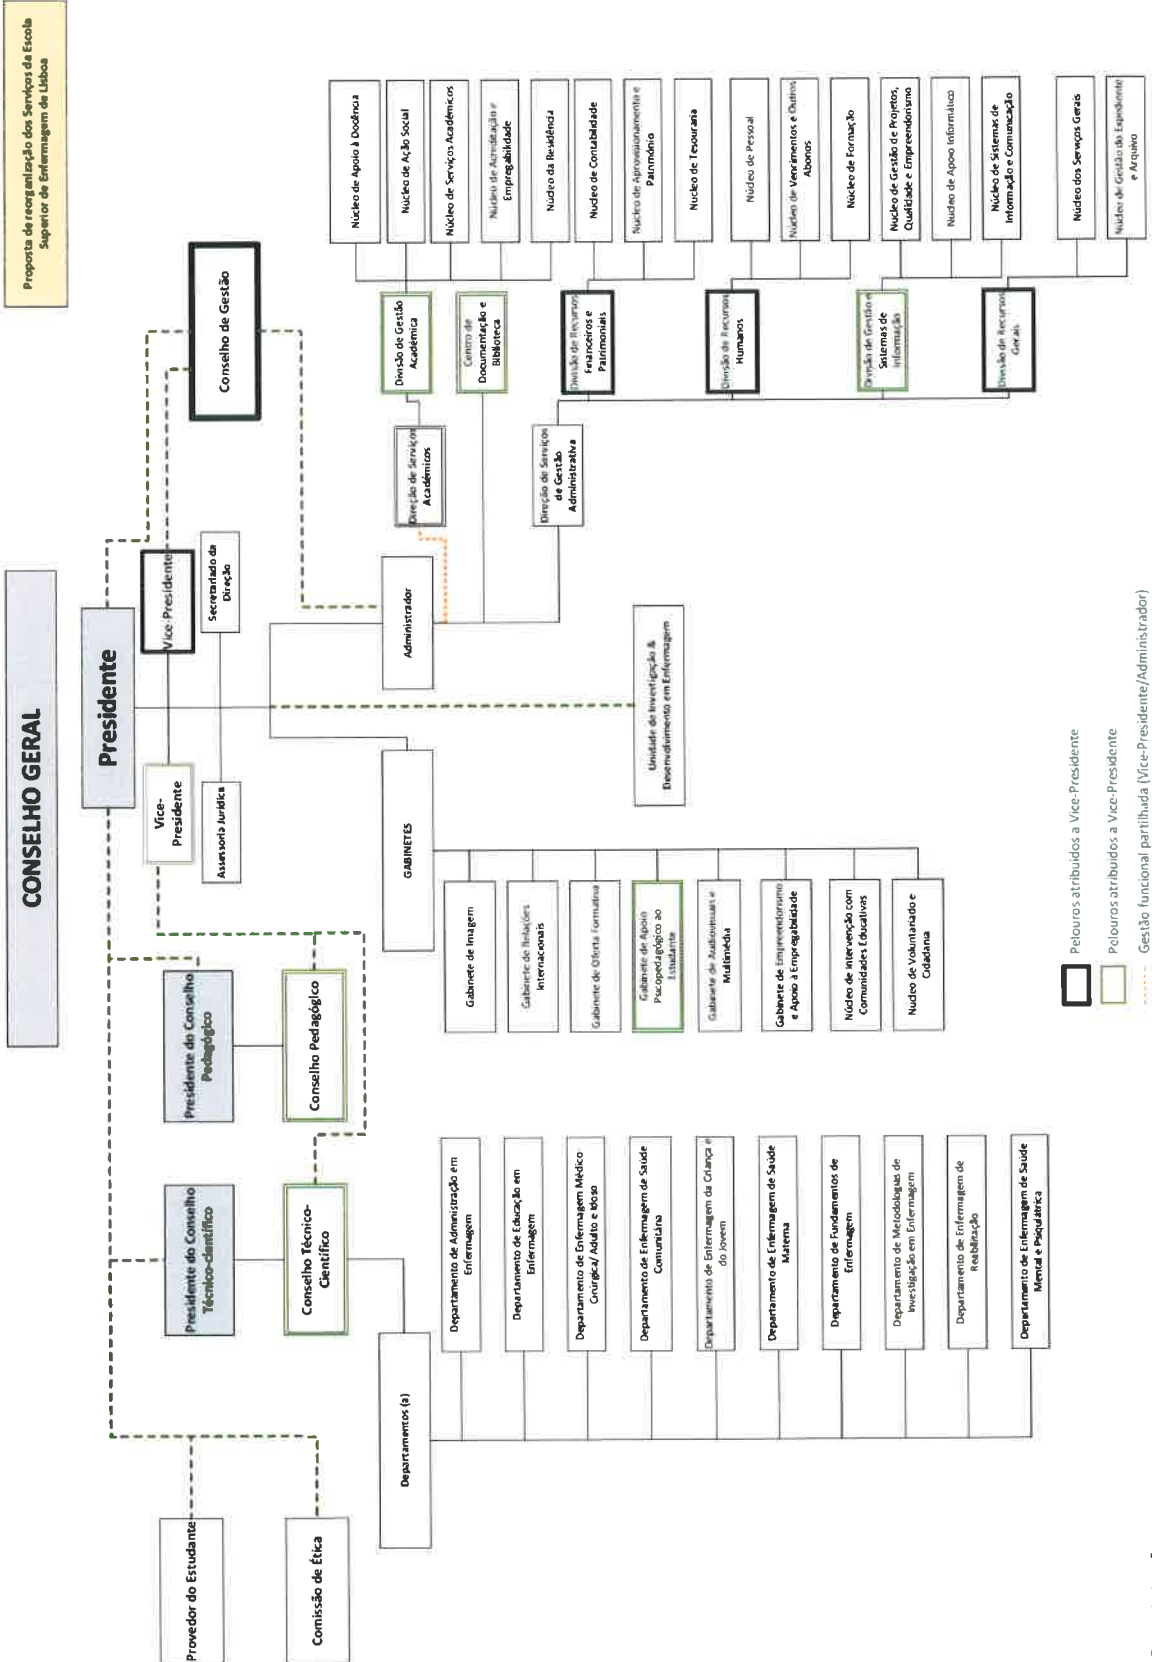 Proposta de reorganização dos Serviços da Escola
Superior de Enfermagem de Lisboa
CONSELHO GERAL
Presidente
Vice-
Presidente
Vice-Presidente
Assessoria Jurídica
Secretariado da
Direção
Conselho de Gestão
Provedor do Estudante
Comissão de Ética
Presidente do Conselho
Técnico-científico
Presidente do Conselho
Pedagógico
Conselho Técnico-
Científico
Conselho Pedagógico
Departamentos (a)
Departamento de Administração em
Enfermagem
Departamento de Educação em
Enfermagem
Departamento de Enfermagem Médico
Cirúrgica/ Adulto e Idoso
Departamento de Enfermagem de Saúde
Comunitária
Departamento de Enfermagem da Criança e
do Jovem
Departamento de Enfermagem de Saúde
Materna
Departamento de Fundamentos de
Enfermagem
Departamento de Metodologias de
Investigação em Enfermagem
Departamento de Enfermagem de
Reabilitação
Departamento de Enfermagem de Saúde
Mental e Psiquiátrica
GABINETES
Gabinete de Imagem
Gabinete de Relações
Internacionais
Gabinete de Oferta Formativa
Gabinete de Apoio
Psicopedagógico ao
Estudante
Gabinete de Audiovisuais e
Multimédia
Gabinete de Empreendorismo
e Apoio à Empregabilidade
Núcleo de Intervenção com
Comunidades Educativas
Nucleo de Voluntariado e
Cidadania
Unidade de Investigação &
Desenvolvimento em Enfermagem
Administrador
Direção de Serviços
Académicos
Direção de Serviços
de Gestão
Administrativa
Divisão de Gestão
Académica
Centro de
Documentação e
Biblioteca
Divisão de Recursos
Financeiros e
Patrimoniais
Divisão de Recursos
Humanos
Divisão de Gestão e
Sistemas de
Informação
Divisão de Recursos
Gerais
Núcleo de Apoio à Docência
Núcleo de Ação Social
Núcleo de Serviços Académicos
Núcleo de Acreditação e
Empregabilidade
Núcleo da Residência
Nucleo de Contabilidade
Nucleo de Aprovisionamento e
Património
Nucleo de Tesouraria
Núcleo de Pessoal
Núcleo de Vencimentos e Outros
Abonos
Núcleo de Formação
Nucleo de Gestão de Projetos,
Qualidade e Empreendorismo
Nucleo de Apoio Informático
Núcleo de Sistemas de
Informação e Comunicação
Núcleo dos Serviços Gerais
Núcleo de Gestão do Expediente
e Arquivo
Pelouros atribuidos a Vice-Presidente
Pelouros atribuidos a Vice-Presidente
Gestão funcional partilhada (Vice-Presidente/Administrador)